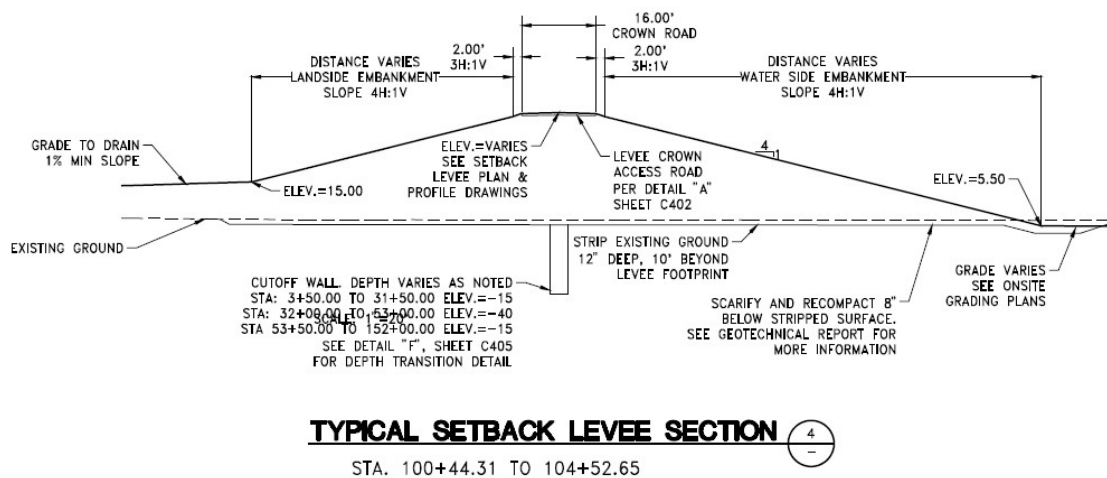 16.00'
CROWN ROAD
2.00'
3H:1V
2.00'
3H:1V
DISTANCE VARIES
LANDSIDE EMBANKMENT
SLOPE 4H:1V
DISTANCE VARIES
WATER SIDE EMBANKMENT
SLOPE 4H:1V
GRADE TO DRAIN
1% MIN SLOPE
ELEV.=15.00
ELEV.=VARIES
SEE SETBACK
LEVEE PLAN &
PROFILE DRAWINGS
LEVEE CROWN
ACCESS ROAD
PER DETAIL "A"
SHEET C402
4
1
ELEV.=5.50
EXISTING GROUND
STRIP EXISTING GROUND
12" DEEP, 10' BEYOND
LEVEE FOOTPRINT
CUTOFF WALL. DEPTH VARIES AS NOTED
STA: 3+50.00 TO 31+50.00 ELEV.=-15
STA: 32+00.00 TO 53+00.00 ELEV.=-40
SCALE: 1"=20'
STA 53+50.00 TO 152+00.00 ELEV.=-15
SEE DETAIL "F", SHEET C405
FOR DEPTH TRANSITION DETAIL
SCARIFY AND RECOMPACT 8"
BELOW STRIPPED SURFACE.
SEE GEOTECHNICAL REPORT FOR
MORE INFORMATION
GRADE VARIES
SEE ONSITE
GRADING PLANS
TYPICAL SETBACK LEVEE SECTION
4
-
STA. 100+44.31 TO 104+52.65